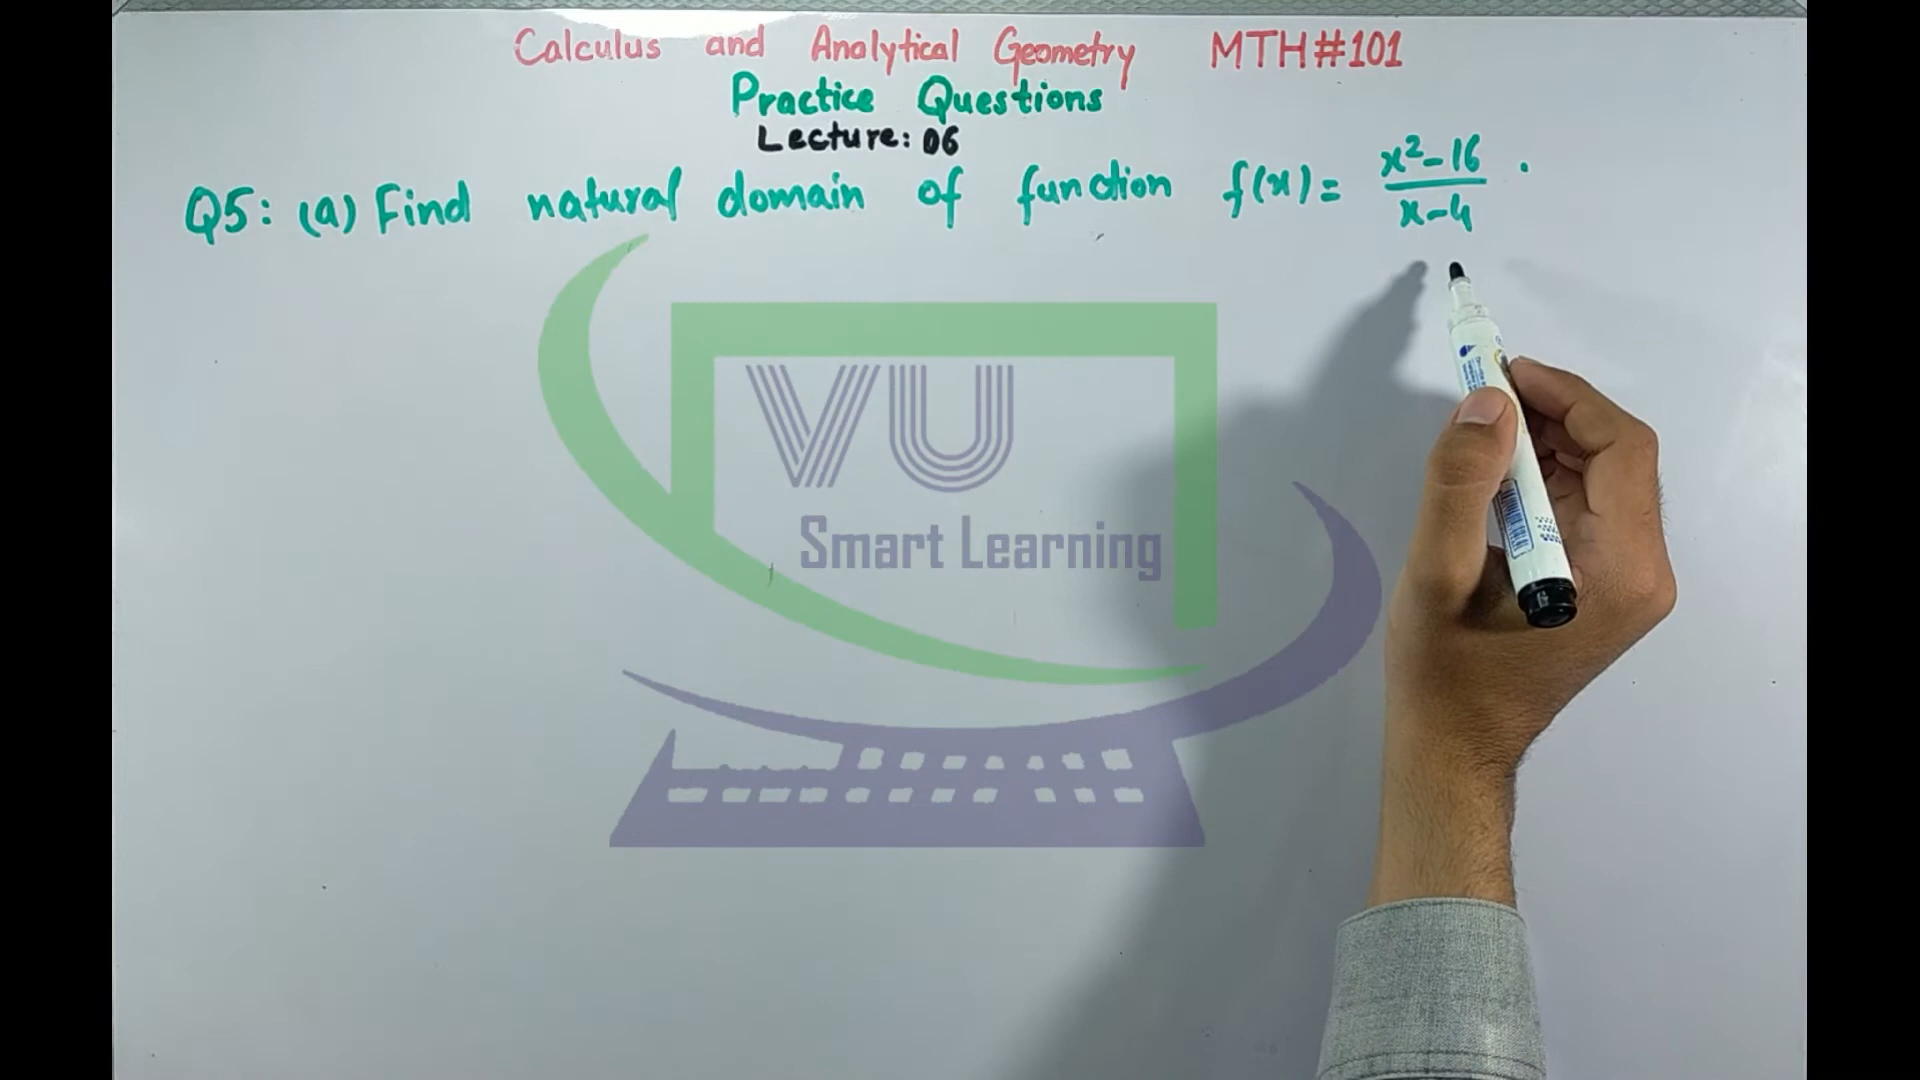 Calculus and Analytical Geometry MTH#101
Practice Questions
Lecture: 06
Q5: (a) Find natural domain of function f(x) = x²-16 / x-4 .
VU
Smart Learning